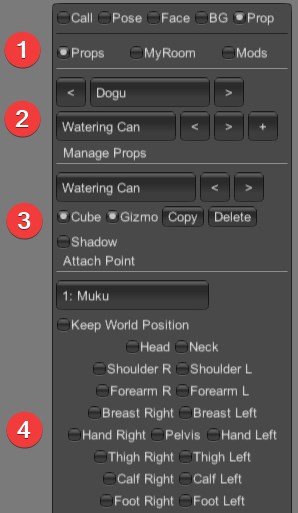 Call Pose Face BG Prop
1 Props MyRoom Mods
< Dogu >
2 Watering Can < > +
Manage Props
Watering Can < >
3 Cube Gizmo Copy Delete
Shadow
Attach Point
1: Muku
Keep World Position
Head Neck
Shoulder R Shoulder L
Forearm R Forearm L
Breast Right Breast Left
4 Hand Right Pelvis Hand Left
Thigh Right Thigh Left
Calf Right Calf Left
Foot Right Foot Left